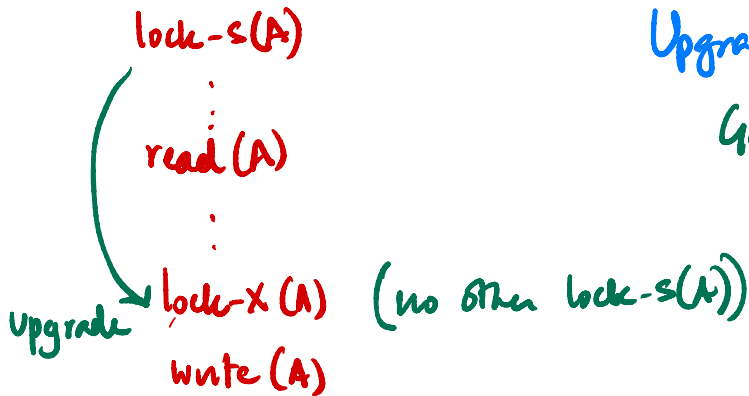 lock-s(A)
read (A)
lock-X (A) (no other lock-s(A))
upgrade
write (A)